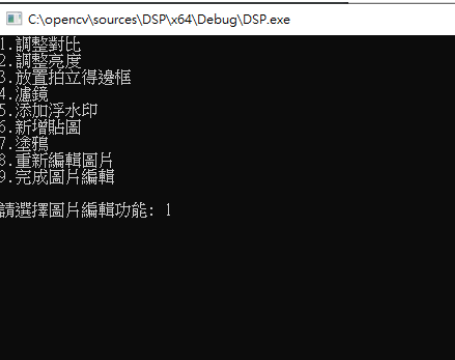 C:\opencv\sources\DSP\x64\Debug\DSP.exe
1.調整對比
2.調整亮度
3.放置拍立得邊框
4.濾鏡
5.添加浮水印
6.新增貼圖
7.塗鴉
8.重新編輯圖片
9.完成圖片編輯
請選擇圖片編輯功能: 1